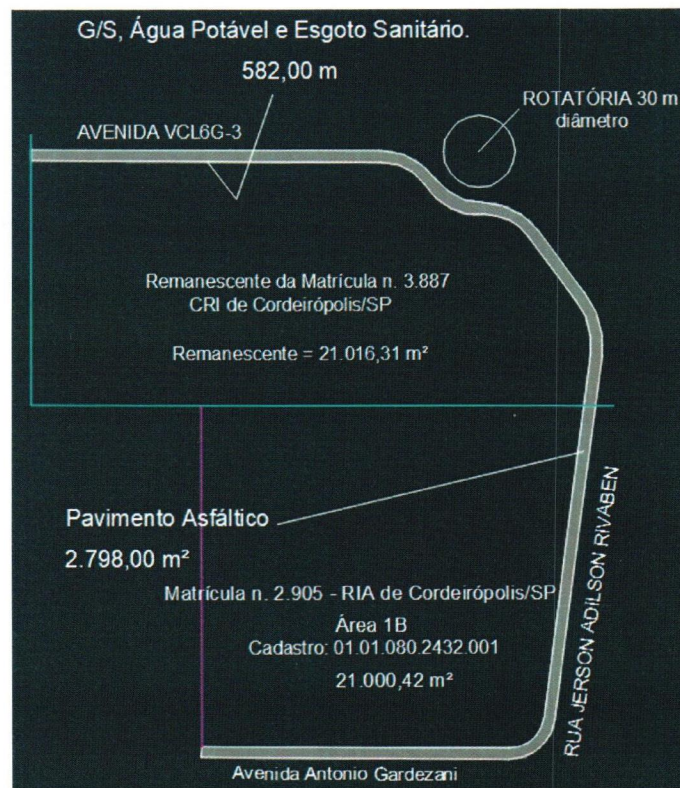 G/S, Água Potável e Esgoto Sanitário.
582,00 m
ROTATÓRIA 30 m
diâmetro
AVENIDA VCL6G-3
Remanescente da Matrícula n. 3.887
CRI de Cordeirópolis/SP
Remanescente = 21.016,31 m²
Pavimento Asfáltico
2.798,00 m²
Matrícula n. 2.905 - RIA de Cordeirópolis/SP
Área 1B
Cadastro: 01.01.080.2432.001
21.000,42 m²
RUA JERSON ADILSON RIVABEN
Avenida Antonio Gardezani